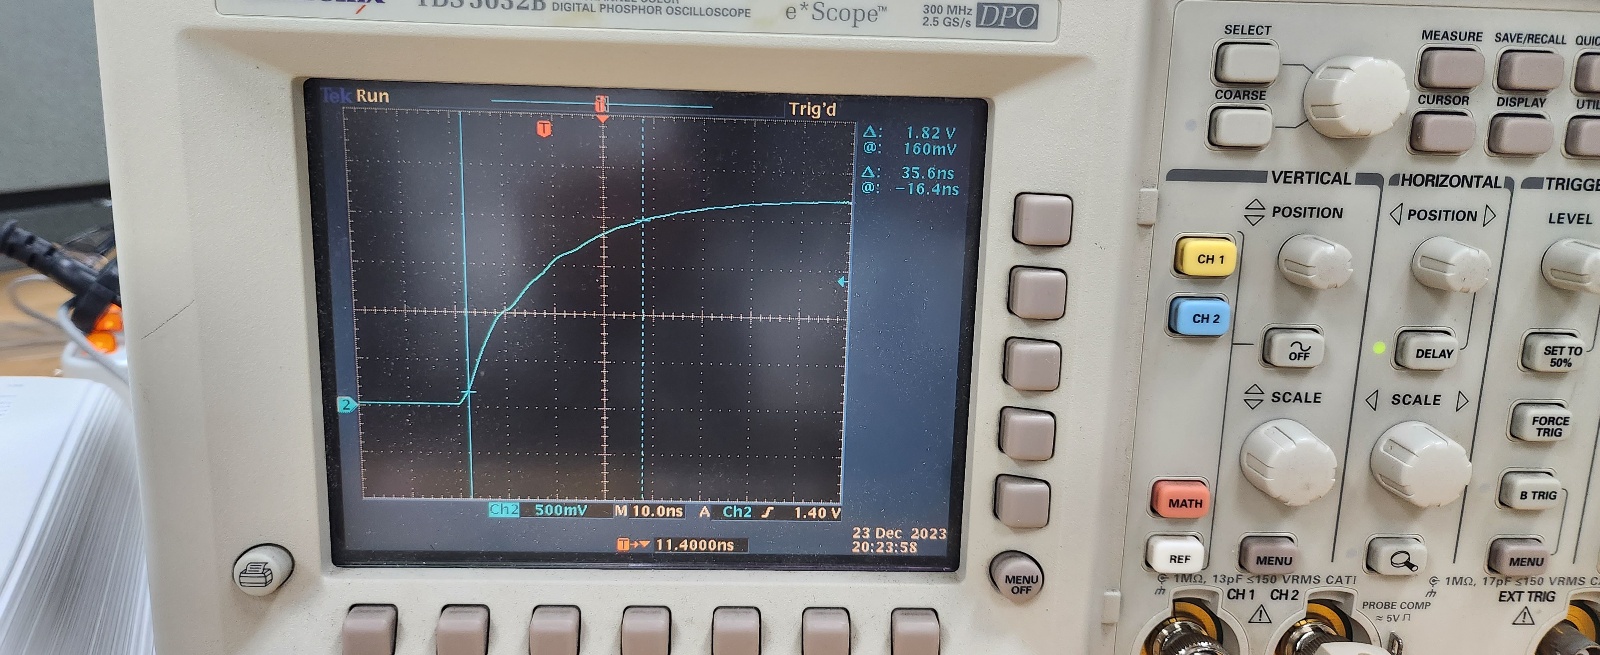 TDS 3032B
DIGITAL PHOSPHOR OSCILLOSCOPE
e*Scope™
300 MHz
2.5 GS/s
DPO
Tek Run
Trig'd
T
Δ: 1.82 V
@: 160mV
Δ: 35.6ns
@: −16.4ns
2
Ch2 500mV M 10.0ns A Ch2 1.40 V
11.4000ns
23 Dec 2023
20:23:58
MENU
OFF
SELECT
COARSE
MEASURE
SAVE/RECALL
CURSOR
DISPLAY
VERTICAL
HORIZONTAL
POSITION
POSITION
LEVEL
CH 1
CH 2
OFF
DELAY
SET TO
50%
SCALE
SCALE
FORCE
TRIG
MATH
B TRIG
REF
MENU
MENU
1MΩ, 13pF ≤150 VRMS CATI
1MΩ, 17pF ≤150 VRMS
CH 1
CH 2
EXT TRIG
PROBE COMP
≈ 5V